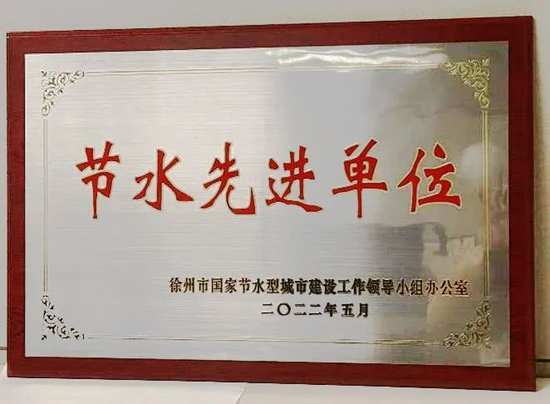 节水先进单位
徐州市国家节水型城市建设工作领导小组办公室
二〇二二年五月